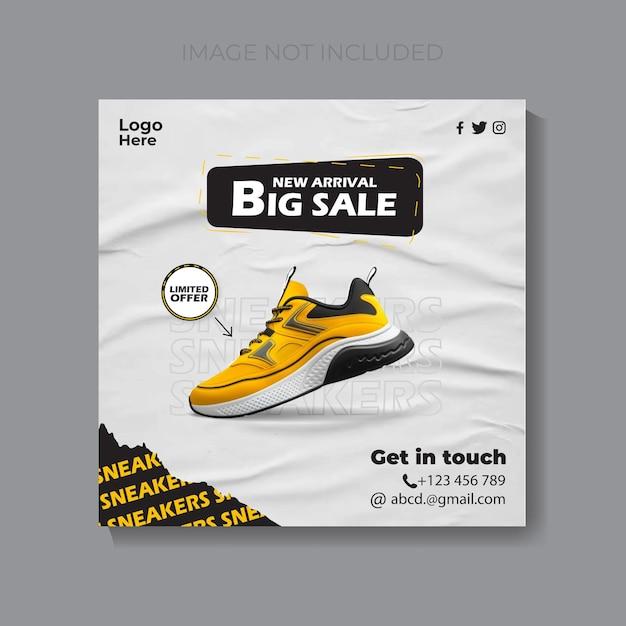 IMAGE NOT INCLUDED
Logo
Here
NEW ARRIVAL
BIG SALE
LIMITED
OFFER
SNEAKERS
SNEAKERS
SNEAKERS
Get in touch
+123 456 789
@ abcd.@gmail.com
SNEAKERS
SNEAKERS
SNEAKERS SNEAKERS